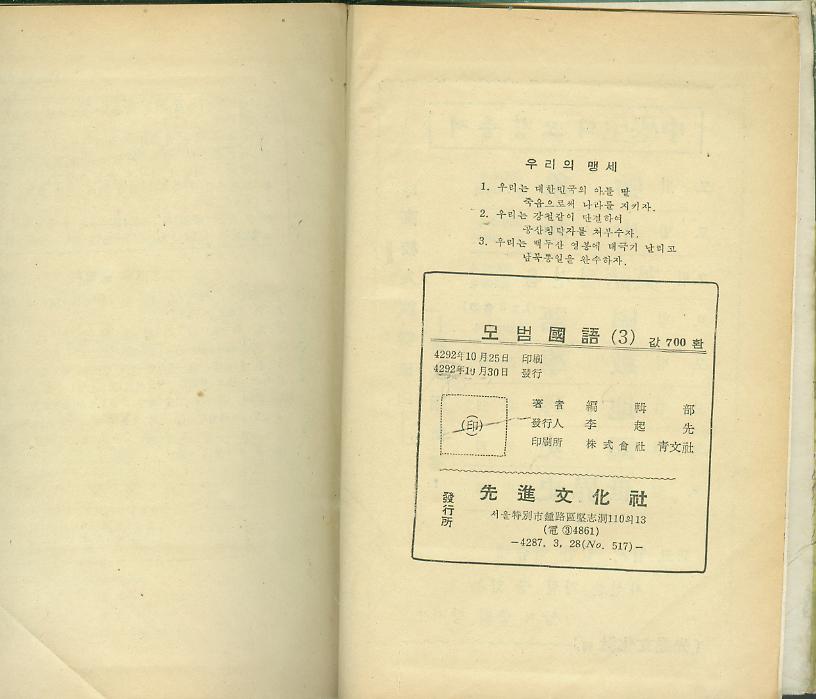 우리의 맹세
1. 우리는 대한민국의 아들 딸
죽음으로써 나라를 지키자.
2. 우리는 강철같이 단결하여
공산침략자를 쳐부수자.
3. 우리는 백두산 영봉에 태극기 날리고
남북통일을 완수하자.
모범國語(3) 값 700 환
4292年10月25日 印刷
4292年10月30日 發行
(印)
著者 編輯部
發行人 李起先
印刷所 株式會社 靑文社
發行所
先進文化社
서울特別市鍾路區堅志洞110의13
(電 ③4861)
－4287. 3. 28(No. 517)－